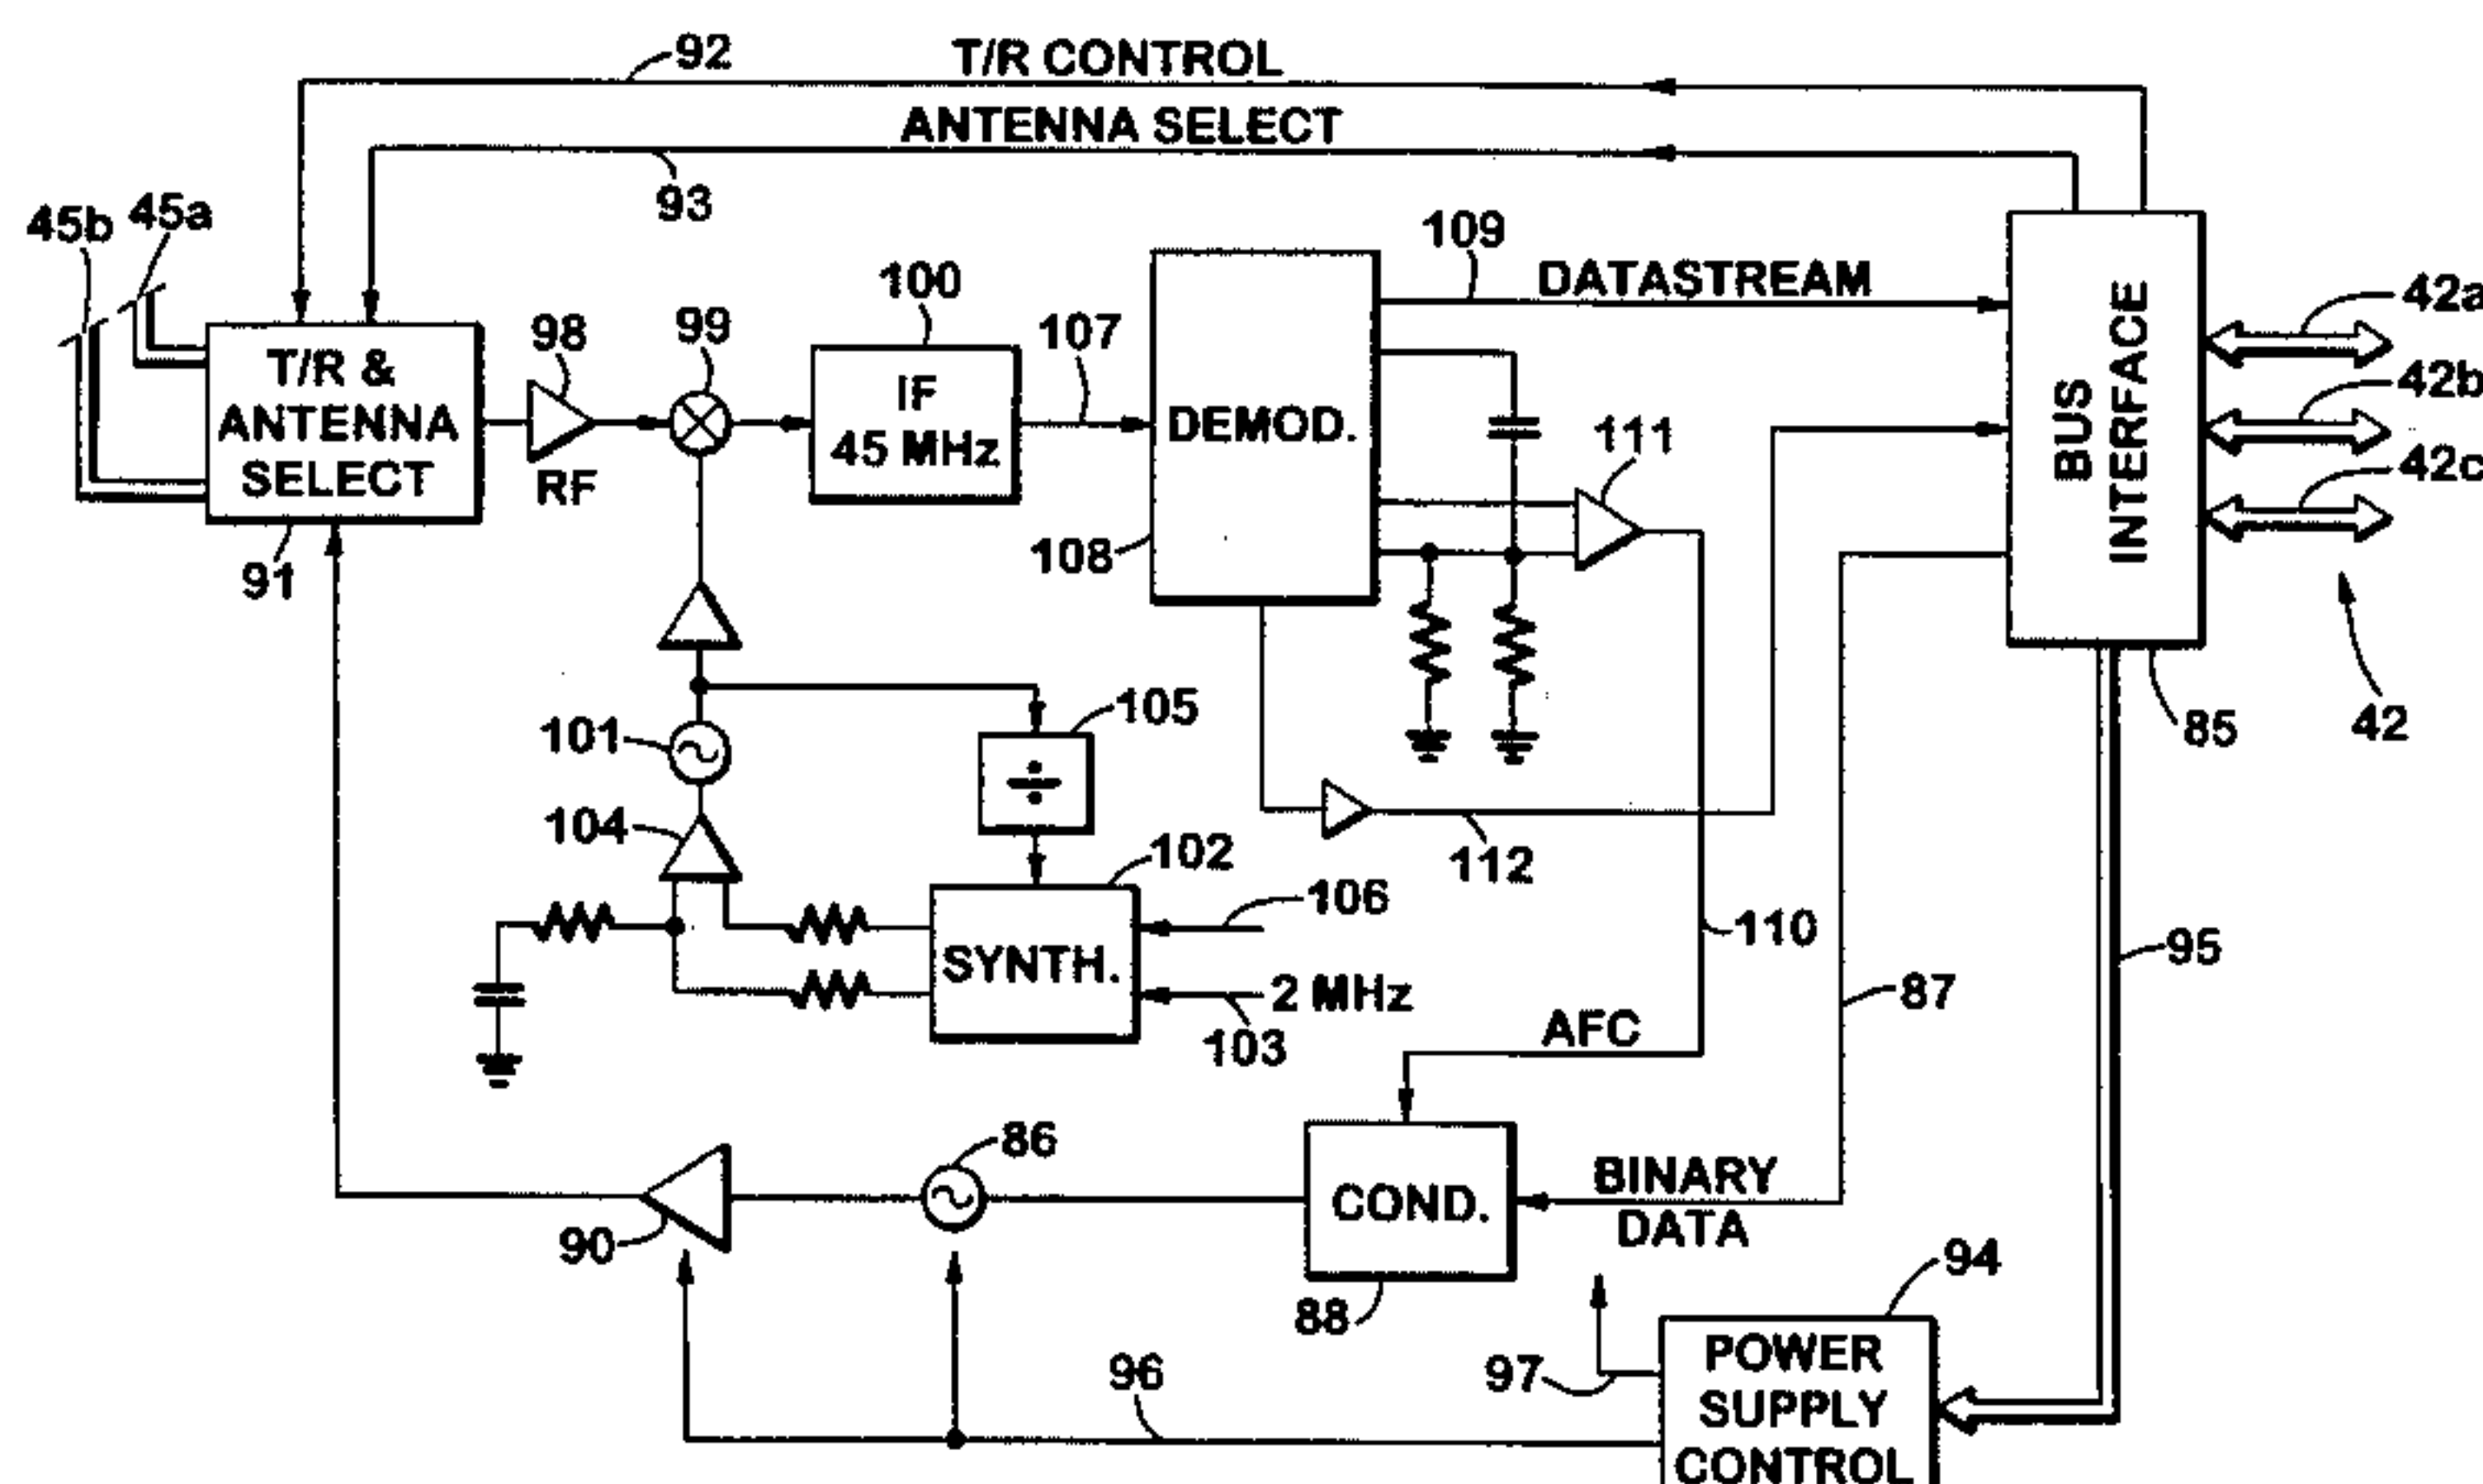 92
T/R CONTROL
ANTENNA SELECT
93
45b
45a
T/R &
ANTENNA
SELECT
91
98
RF
99
100
IF
45 MHz
107
DEMOD.
108
109
DATASTREAM
111
BUS
INTERFACE
42a
42b
42c
42
85
101
105
÷
104
102
SYNTH.
106
2 MHz
103
112
110
87
95
AFC
86
90
COND.
88
BINARY
DATA
94
97
96
POWER
SUPPLY
CONTROL